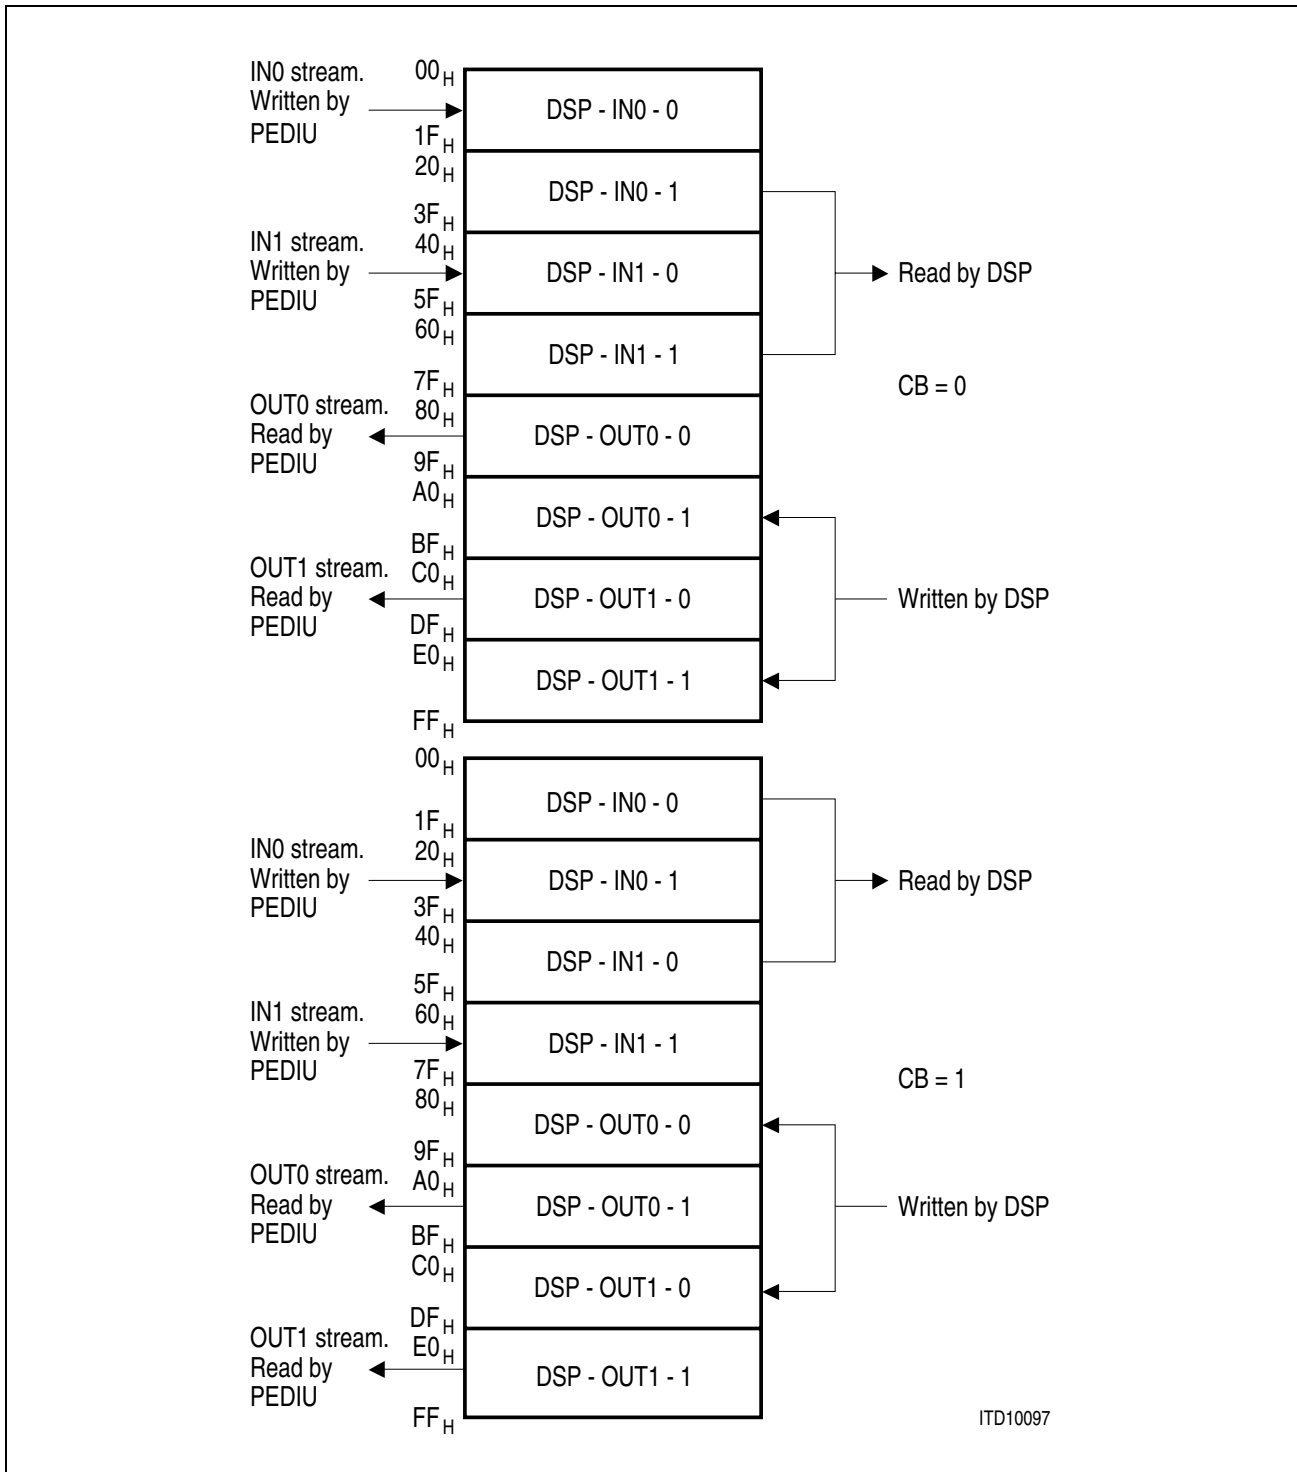 IN0 stream.
Written by
PEDIU
00H
DSP - IN0 - 0
1FH
20H
DSP - IN0 - 1
3FH
IN1 stream.
Written by
PEDIU
40H
DSP - IN1 - 0
Read by DSP
5FH
60H
DSP - IN1 - 1
7FH
CB = 0
OUT0 stream.
Read by
PEDIU
80H
DSP - OUT0 - 0
9FH
A0H
DSP - OUT0 - 1
BFH
OUT1 stream.
Read by
PEDIU
C0H
DSP - OUT1 - 0
Written by DSP
DFH
E0H
DSP - OUT1 - 1
FFH
00H
DSP - IN0 - 0
1FH
IN0 stream.
Written by
PEDIU
20H
DSP - IN0 - 1
Read by DSP
3FH
40H
DSP - IN1 - 0
5FH
IN1 stream.
Written by
PEDIU
60H
DSP - IN1 - 1
7FH
CB = 1
80H
DSP - OUT0 - 0
9FH
OUT0 stream.
Read by
PEDIU
A0H
DSP - OUT0 - 1
Written by DSP
BFH
C0H
DSP - OUT1 - 0
DFH
OUT1 stream.
Read by
PEDIU
E0H
DSP - OUT1 - 1
FFH
ITD10097